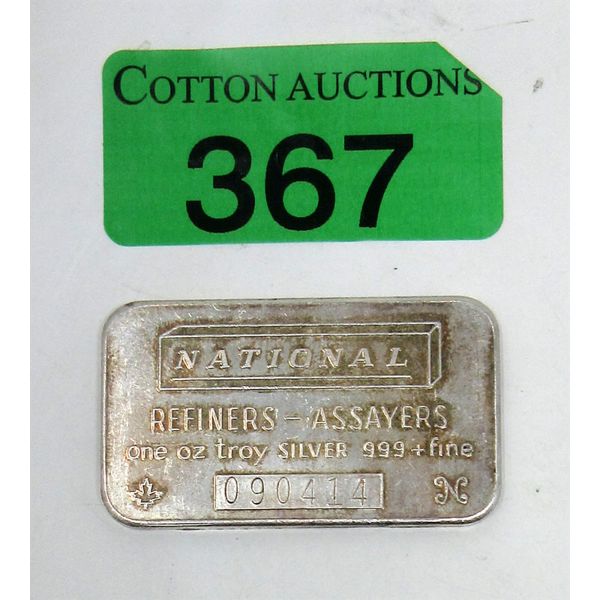 COTTON AUCTIONS
367
NATIONAL
REFINERS - ASSAYERS
one oz troy SILVER 999+fine
090414 N